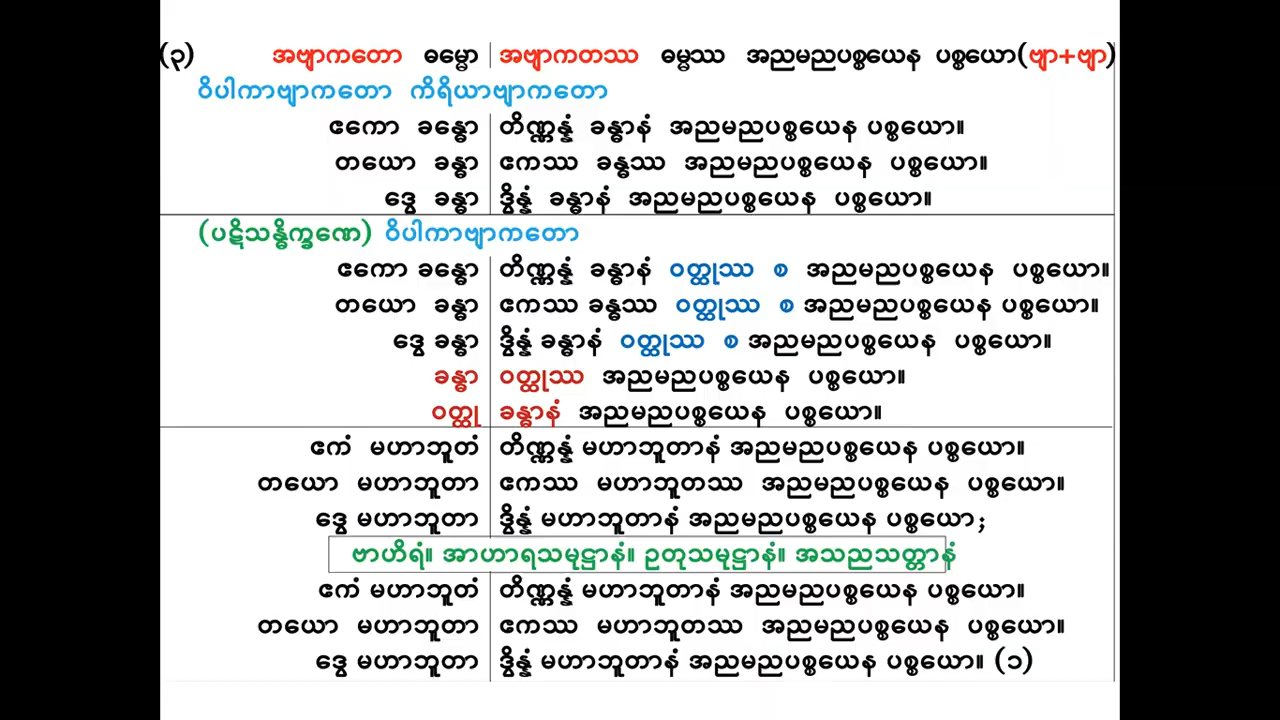 (၃) အဗျာကတော ဓမ္မော အဗျာကတဿ ဓမ္မဿ အညမညပစ္စယေန ပစ္စယော(ဗျာ+ဗျာ)
ဝိပါကာဗျာကတော ကိရိယာဗျာကတော
ဧကော ခန္ဓော တိဏ္ဏန္နံ ခန္ဓာနံ အညမညပစ္စယေန ပစ္စယော။
တယော ခန္ဓာ ဧကဿ ခန္ဓဿ အညမညပစ္စယေန ပစ္စယော။
ဒွေ ခန္ဓာ ဒွိန္နံ ခန္ဓာနံ အညမညပစ္စယေန ပစ္စယော။
(ပဋိသန္ဓိက္ခဏေ) ဝိပါကာဗျာကတော
ဧကော ခန္ဓော တိဏ္ဏန္နံ ခန္ဓာနံ ဝတ္ထုဿ စ အညမညပစ္စယေန ပစ္စယော။
တယော ခန္ဓာ ဧကဿ ခန္ဓဿ ဝတ္ထုဿ စ အညမညပစ္စယေန ပစ္စယော။
ဒွေ ခန္ဓာ ဒွိန္နံ ခန္ဓာနံ ဝတ္ထုဿ စ အညမညပစ္စယေန ပစ္စယော။
ခန္ဓာ ဝတ္ထုဿ အညမညပစ္စယေန ပစ္စယော။
ဝတ္ထု ခန္ဓာနံ အညမညပစ္စယေန ပစ္စယော။
ဧကံ မဟာဘူတံ တိဏ္ဏန္နံ မဟာဘူတာနံ အညမညပစ္စယေန ပစ္စယော။
တယော မဟာဘူတာ ဧကဿ မဟာဘူတဿ အညမညပစ္စယေန ပစ္စယော။
ဒွေ မဟာဘူတာ ဒွိန္နံ မဟာဘူတာနံ အညမညပစ္စယေန ပစ္စယော;
ဗာဟိရံ။ အာဟာရသမုဋ္ဌာနံ။ ဥတုသမုဋ္ဌာနံ။ အသညသတ္တာနံ
ဧကံ မဟာဘူတံ တိဏ္ဏန္နံ မဟာဘူတာနံ အညမညပစ္စယေန ပစ္စယော။
တယော မဟာဘူတာ ဧကဿ မဟာဘူတဿ အညမညပစ္စယေန ပစ္စယော။
ဒွေ မဟာဘူတာ ဒွိန္နံ မဟာဘူတာနံ အညမညပစ္စယေန ပစ္စယော။ (၁)